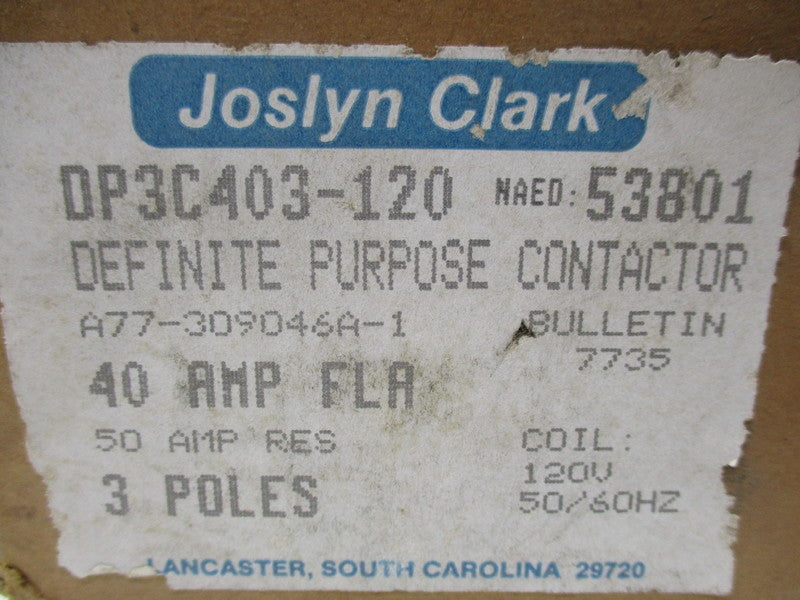 Joslyn Clark
DP3C403-120 NAED: 53801
DEFINITE PURPOSE CONTACTOR
A77-309046A-1 BULLETIN
7735
40 AMP FLA
50 AMP RES COIL:
120V
3 POLES 50/60HZ
LANCASTER, SOUTH CAROLINA 29720